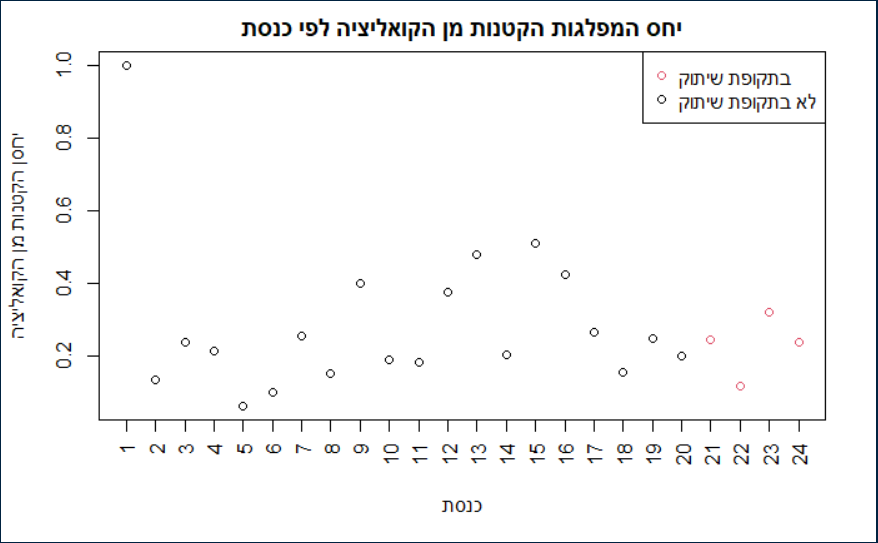 יחס המפלגות הקטנות מן הקואליציה לפי כנסת
בתקופת שיתוק
לא בתקופת שיתוק
יחסן הקטנות מן הקואליציה
1.0
0.8
0.6
0.4
0.2
1 2 3 4 5 6 7 8 9 10 11 12 13 14 15 16 17 18 19 20 21 22 23 24
כנסת